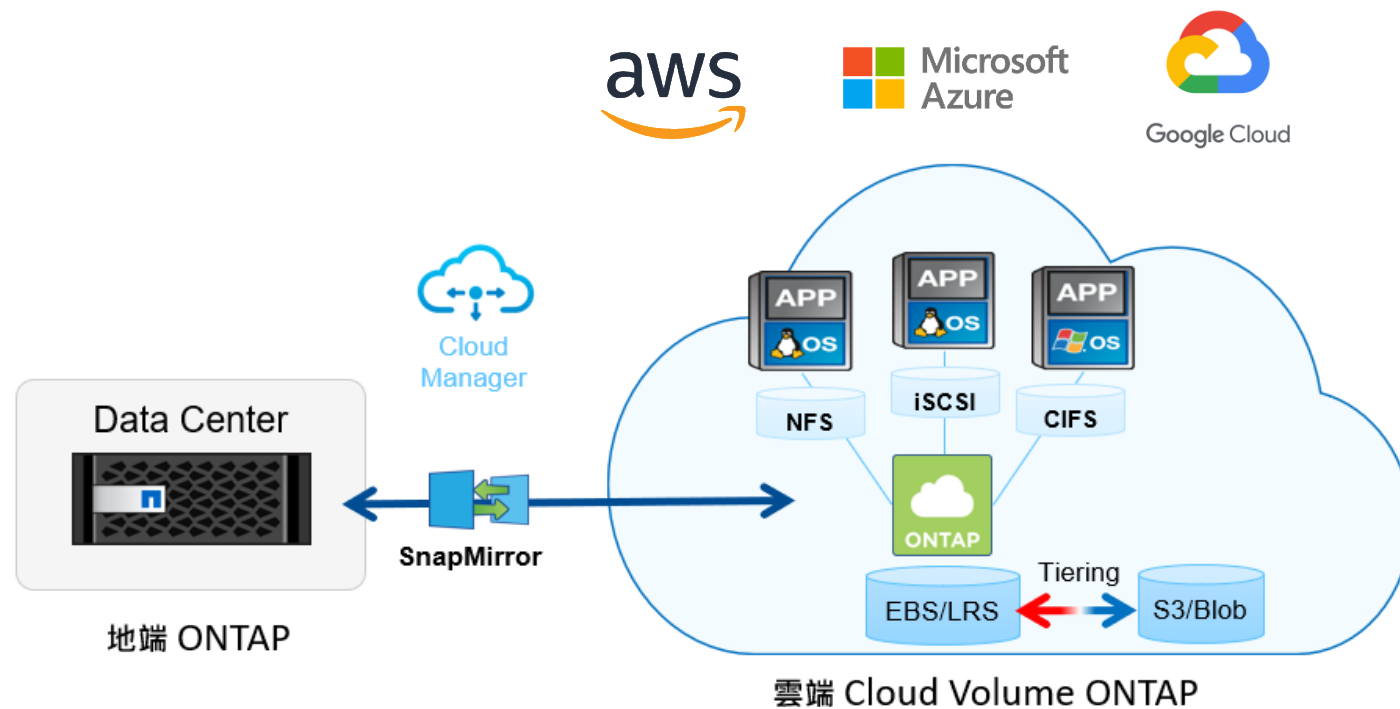 aws
Microsoft
Azure
Google Cloud
APP
OS
APP
OS
APP
OS
Cloud
Manager
NFS
iSCSI
CIFS
Data Center
SnapMirror
ONTAP
Tiering
EBS/LRS
S3/Blob
地端 ONTAP
雲端 Cloud Volume ONTAP